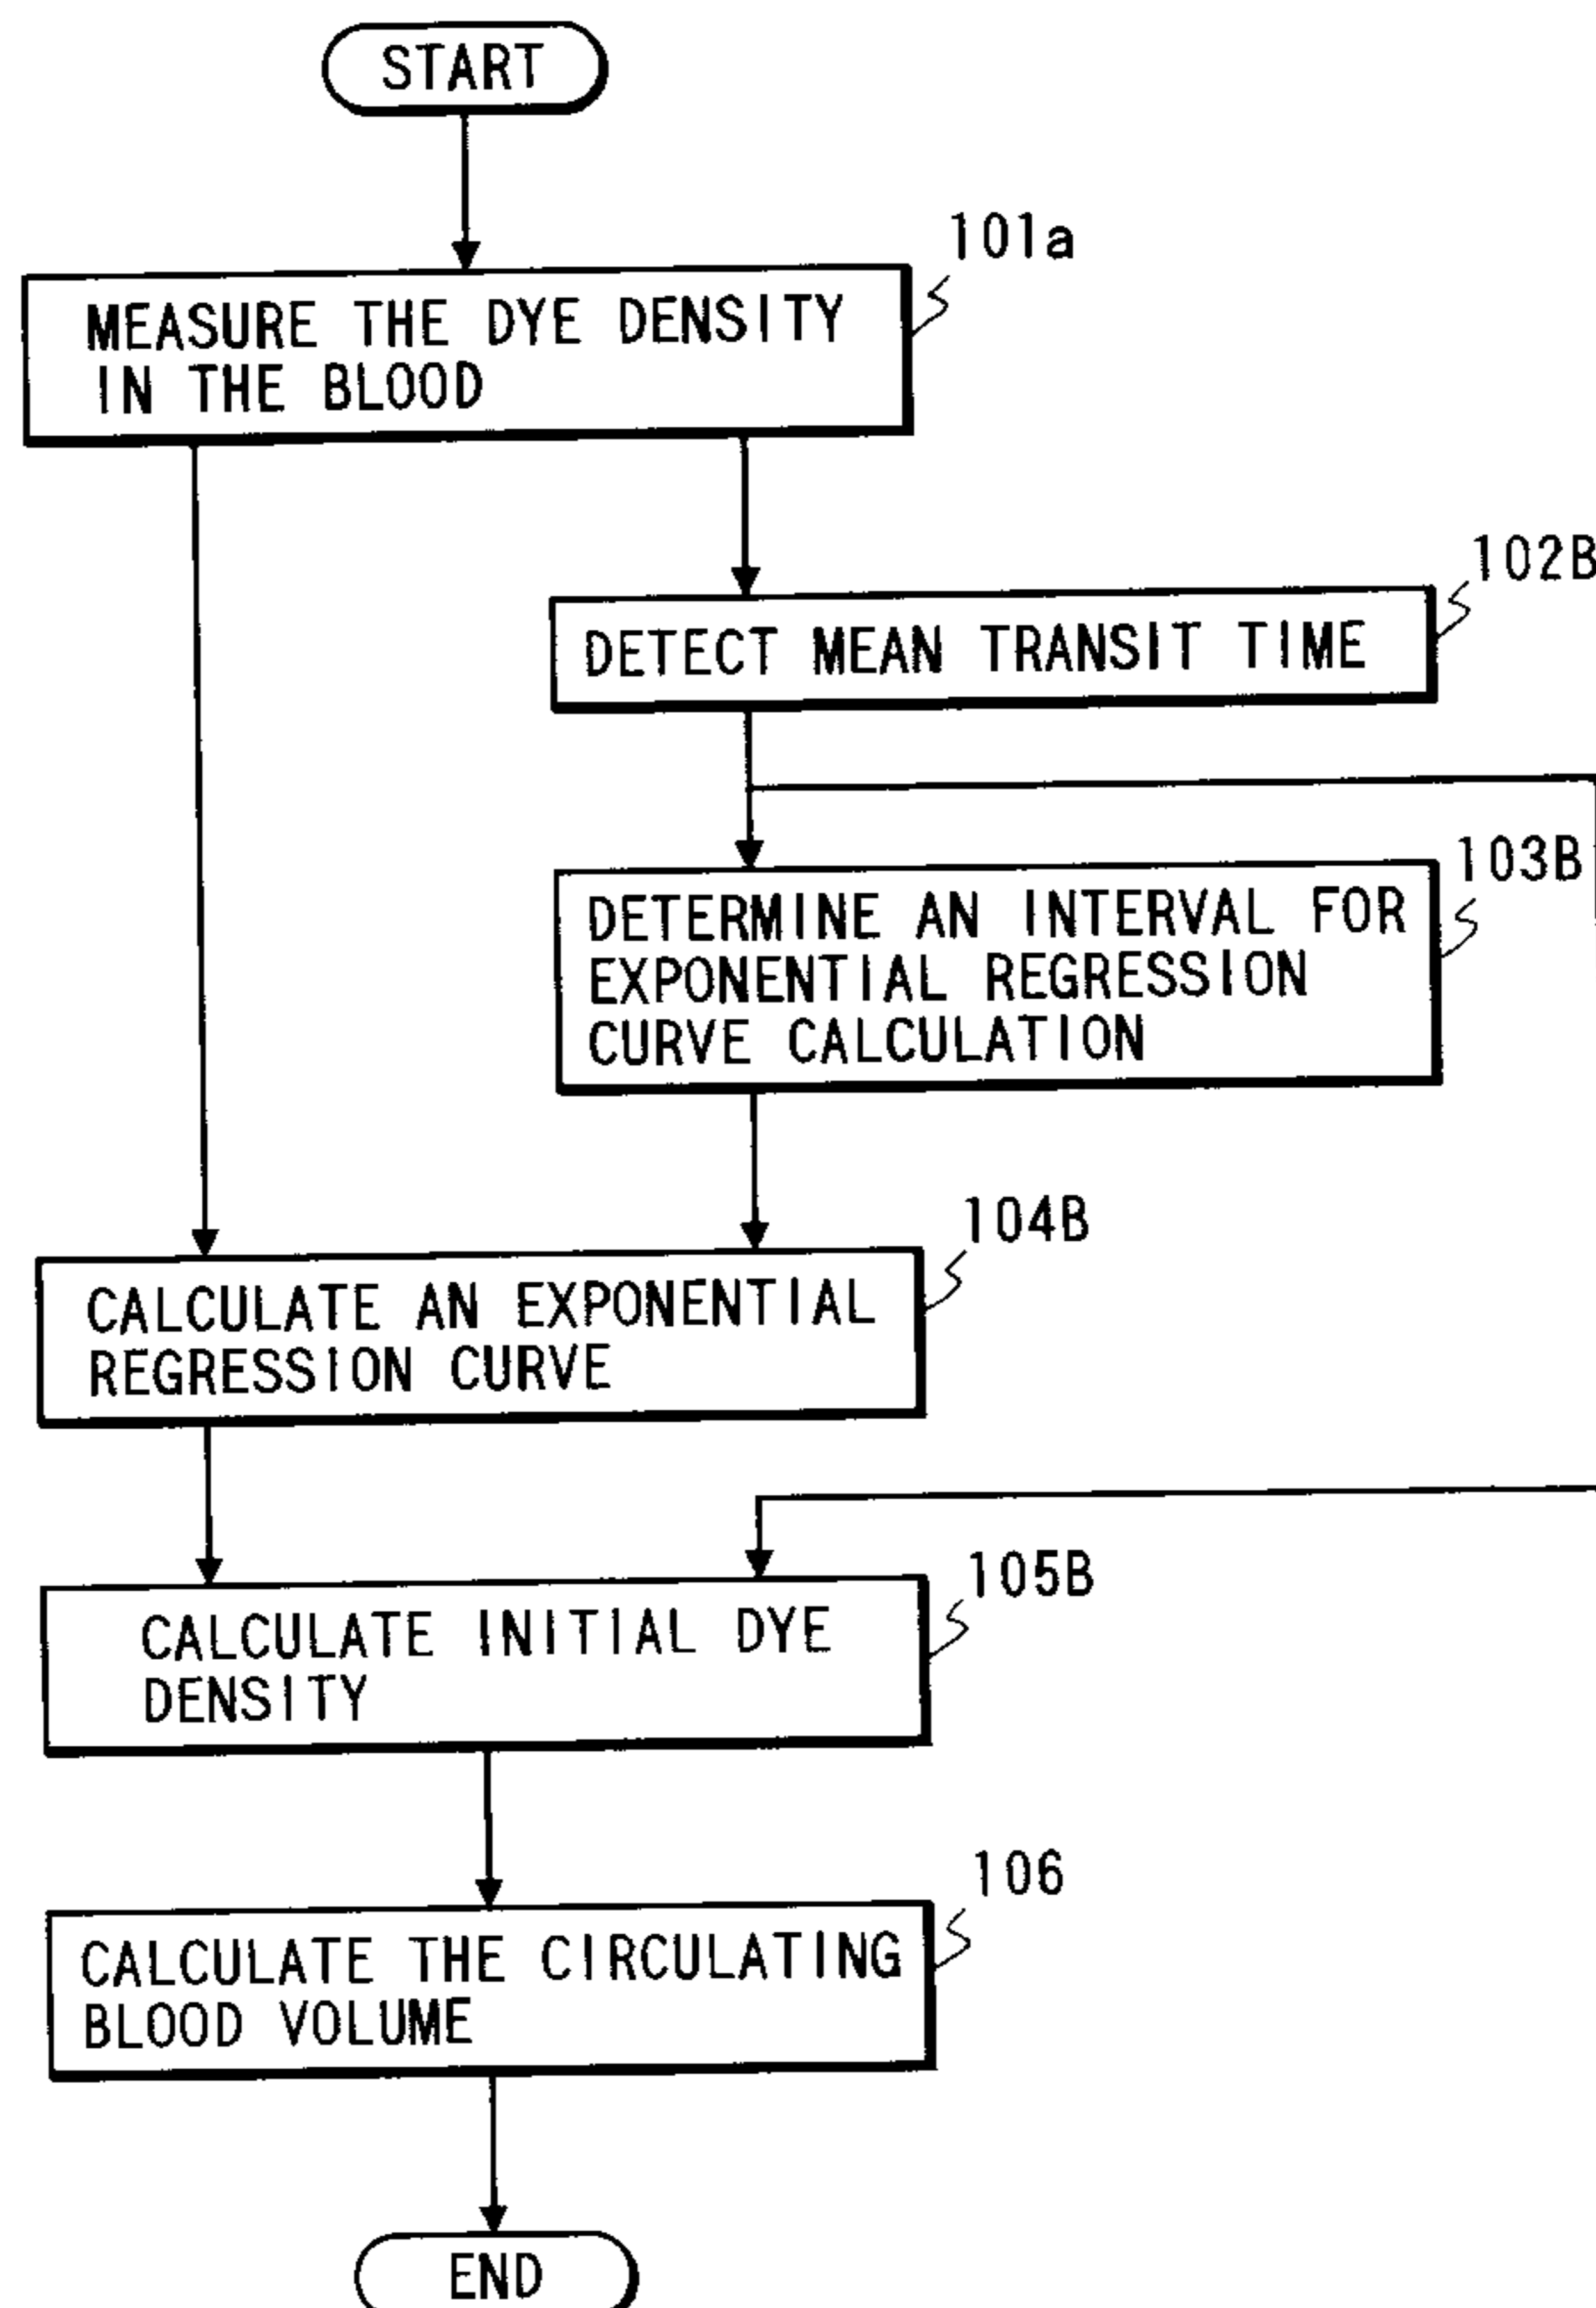 START
101a
MEASURE THE DYE DENSITY
IN THE BLOOD
102B
DETECT MEAN TRANSIT TIME
103B
DETERMINE AN INTERVAL FOR
EXPONENTIAL REGRESSION
CURVE CALCULATION
104B
CALCULATE AN EXPONENTIAL
REGRESSION CURVE
105B
CALCULATE INITIAL DYE
DENSITY
106
CALCULATE THE CIRCULATING
BLOOD VOLUME
END